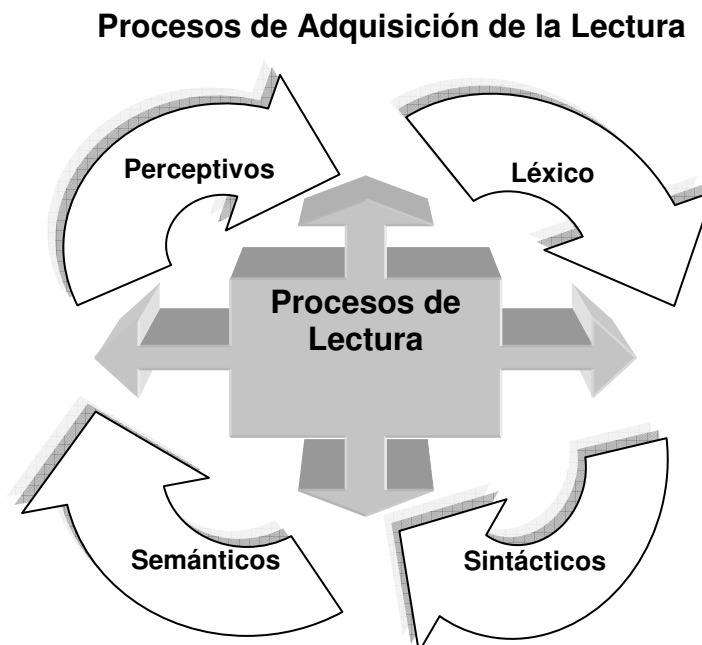 Procesos de Adquisición de la Lectura
Perceptivos
Léxico
Procesos de
Lectura
Semánticos
Sintácticos